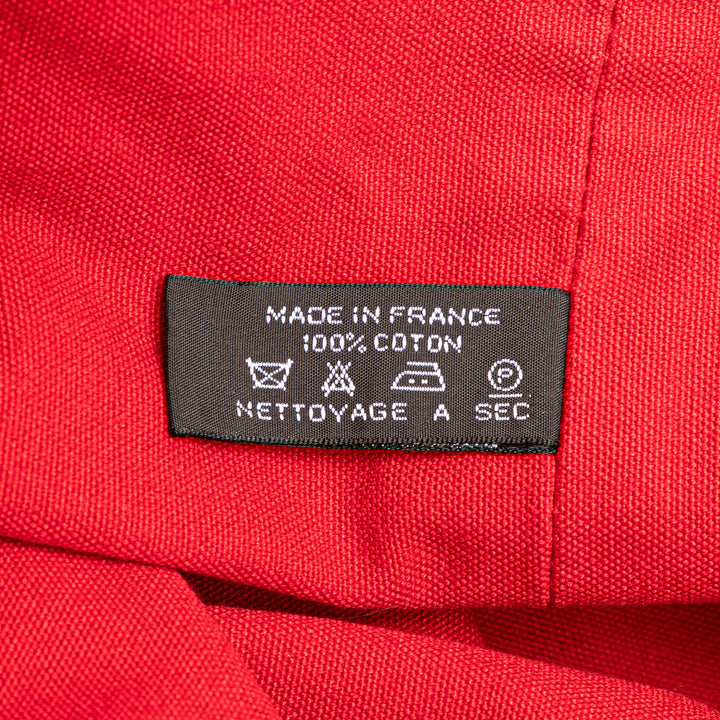 MADE IN FRANCE
100% COTON
P
NETTOYAGE A SEC